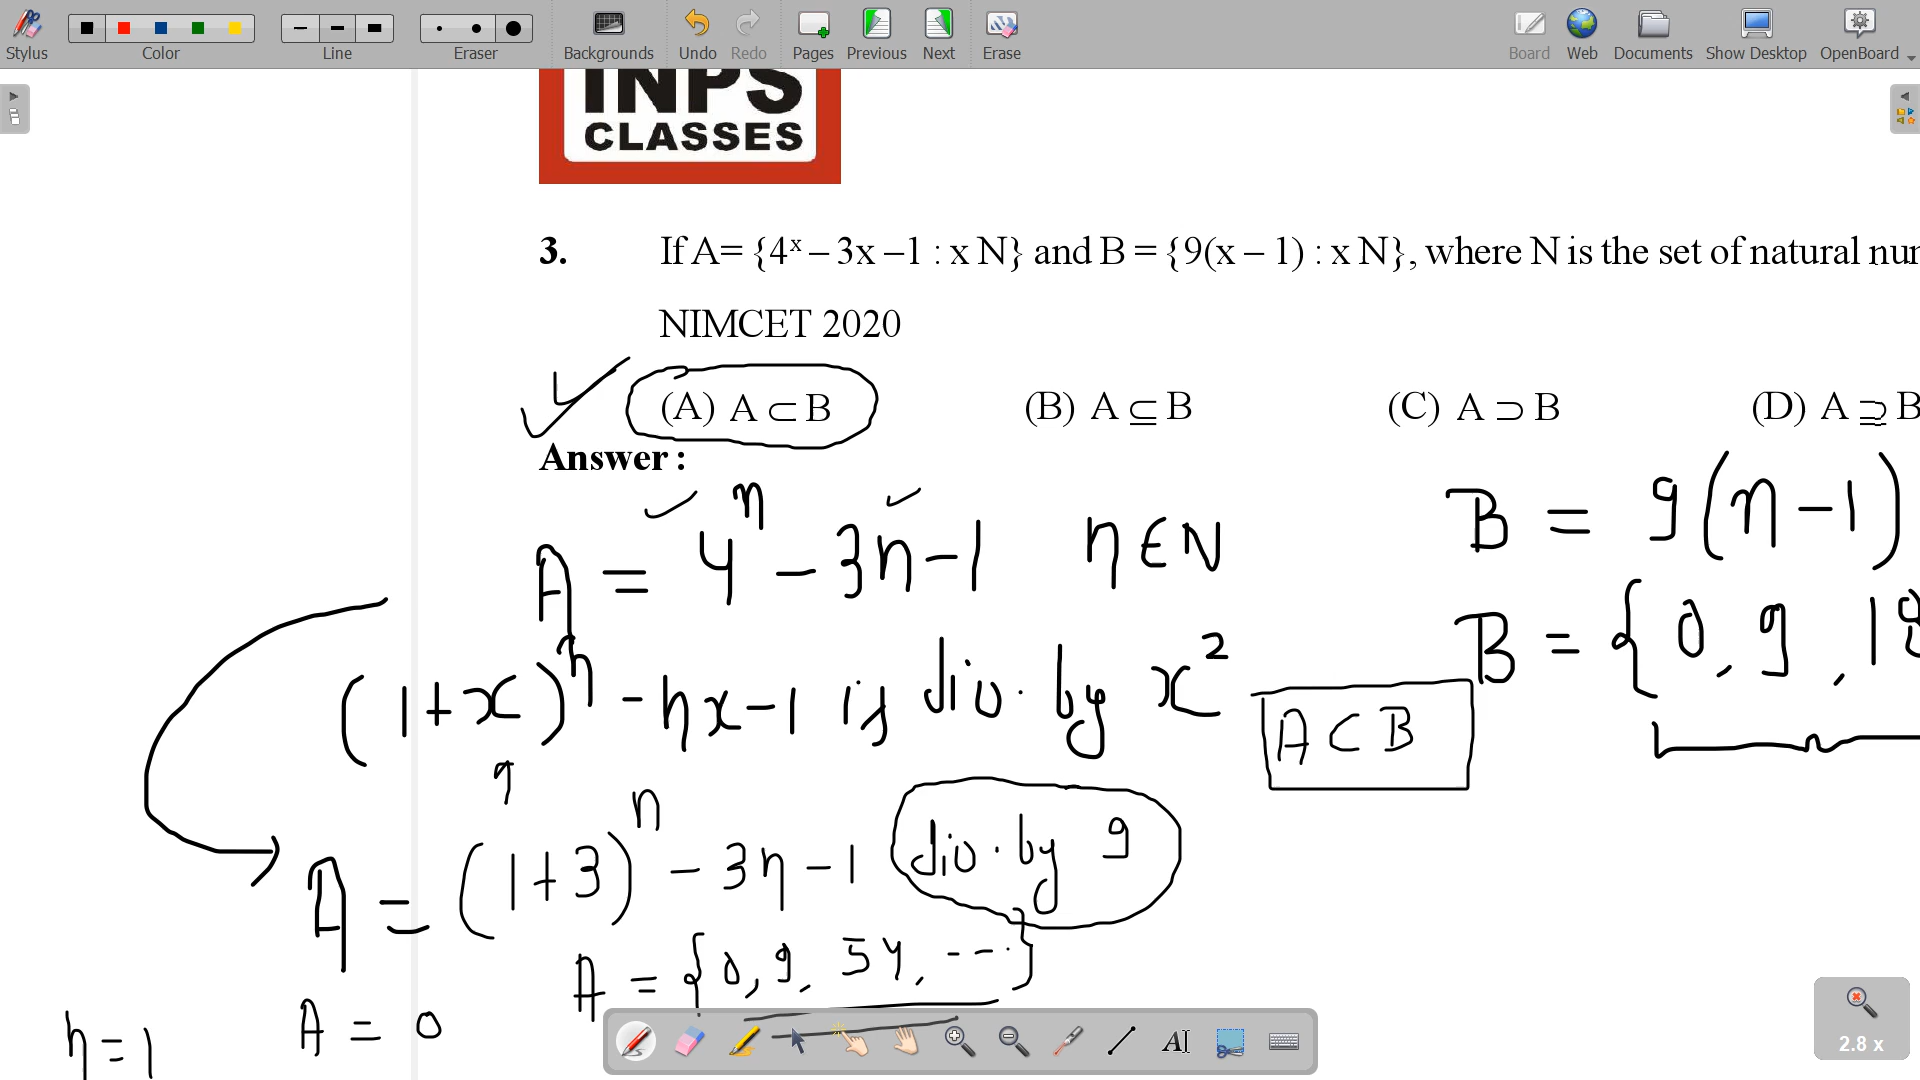 Stylus Color Line Eraser Backgrounds Undo Redo Pages Previous Next Erase Board Web Documents Show Desktop OpenBoard
INPS
CLASSES
3. If A= {4ˣ – 3x –1 : x N} and B = {9(x – 1) : x N}, where N is the set of natural
NIMCET 2020
(A) A ⊂ B (B) A ⊆ B (C) A ⊃ B (D) A ⊇ B
Answer :
A = 4ⁿ – 3n – 1 n ∈ N
B = 9(n – 1)
B = {0, 9, 18
(1+x)ⁿ – nx – 1 is div. by x²
A ⊂ B
A = (1+3)ⁿ – 3n – 1 div. by 9
A = {0, 9, 54, ---}
n = 1 A = 0
2.8 x